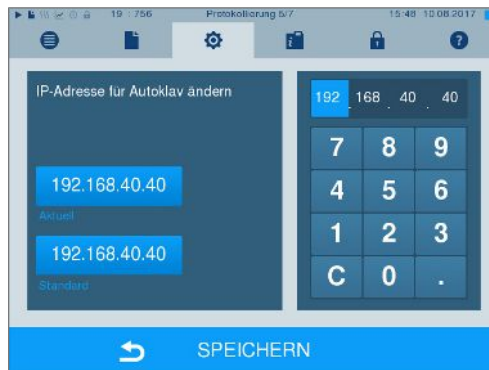 19 : 756 Protokollierung 5/7 15:48 10.08.2017
IP-Adresse für Autoklav ändern
192.168.40.40
Aktuell
192.168.40.40
Standard
192 . 168 . 40 . 40
7 8 9
4 5 6
1 2 3
C 0 .
SPEICHERN